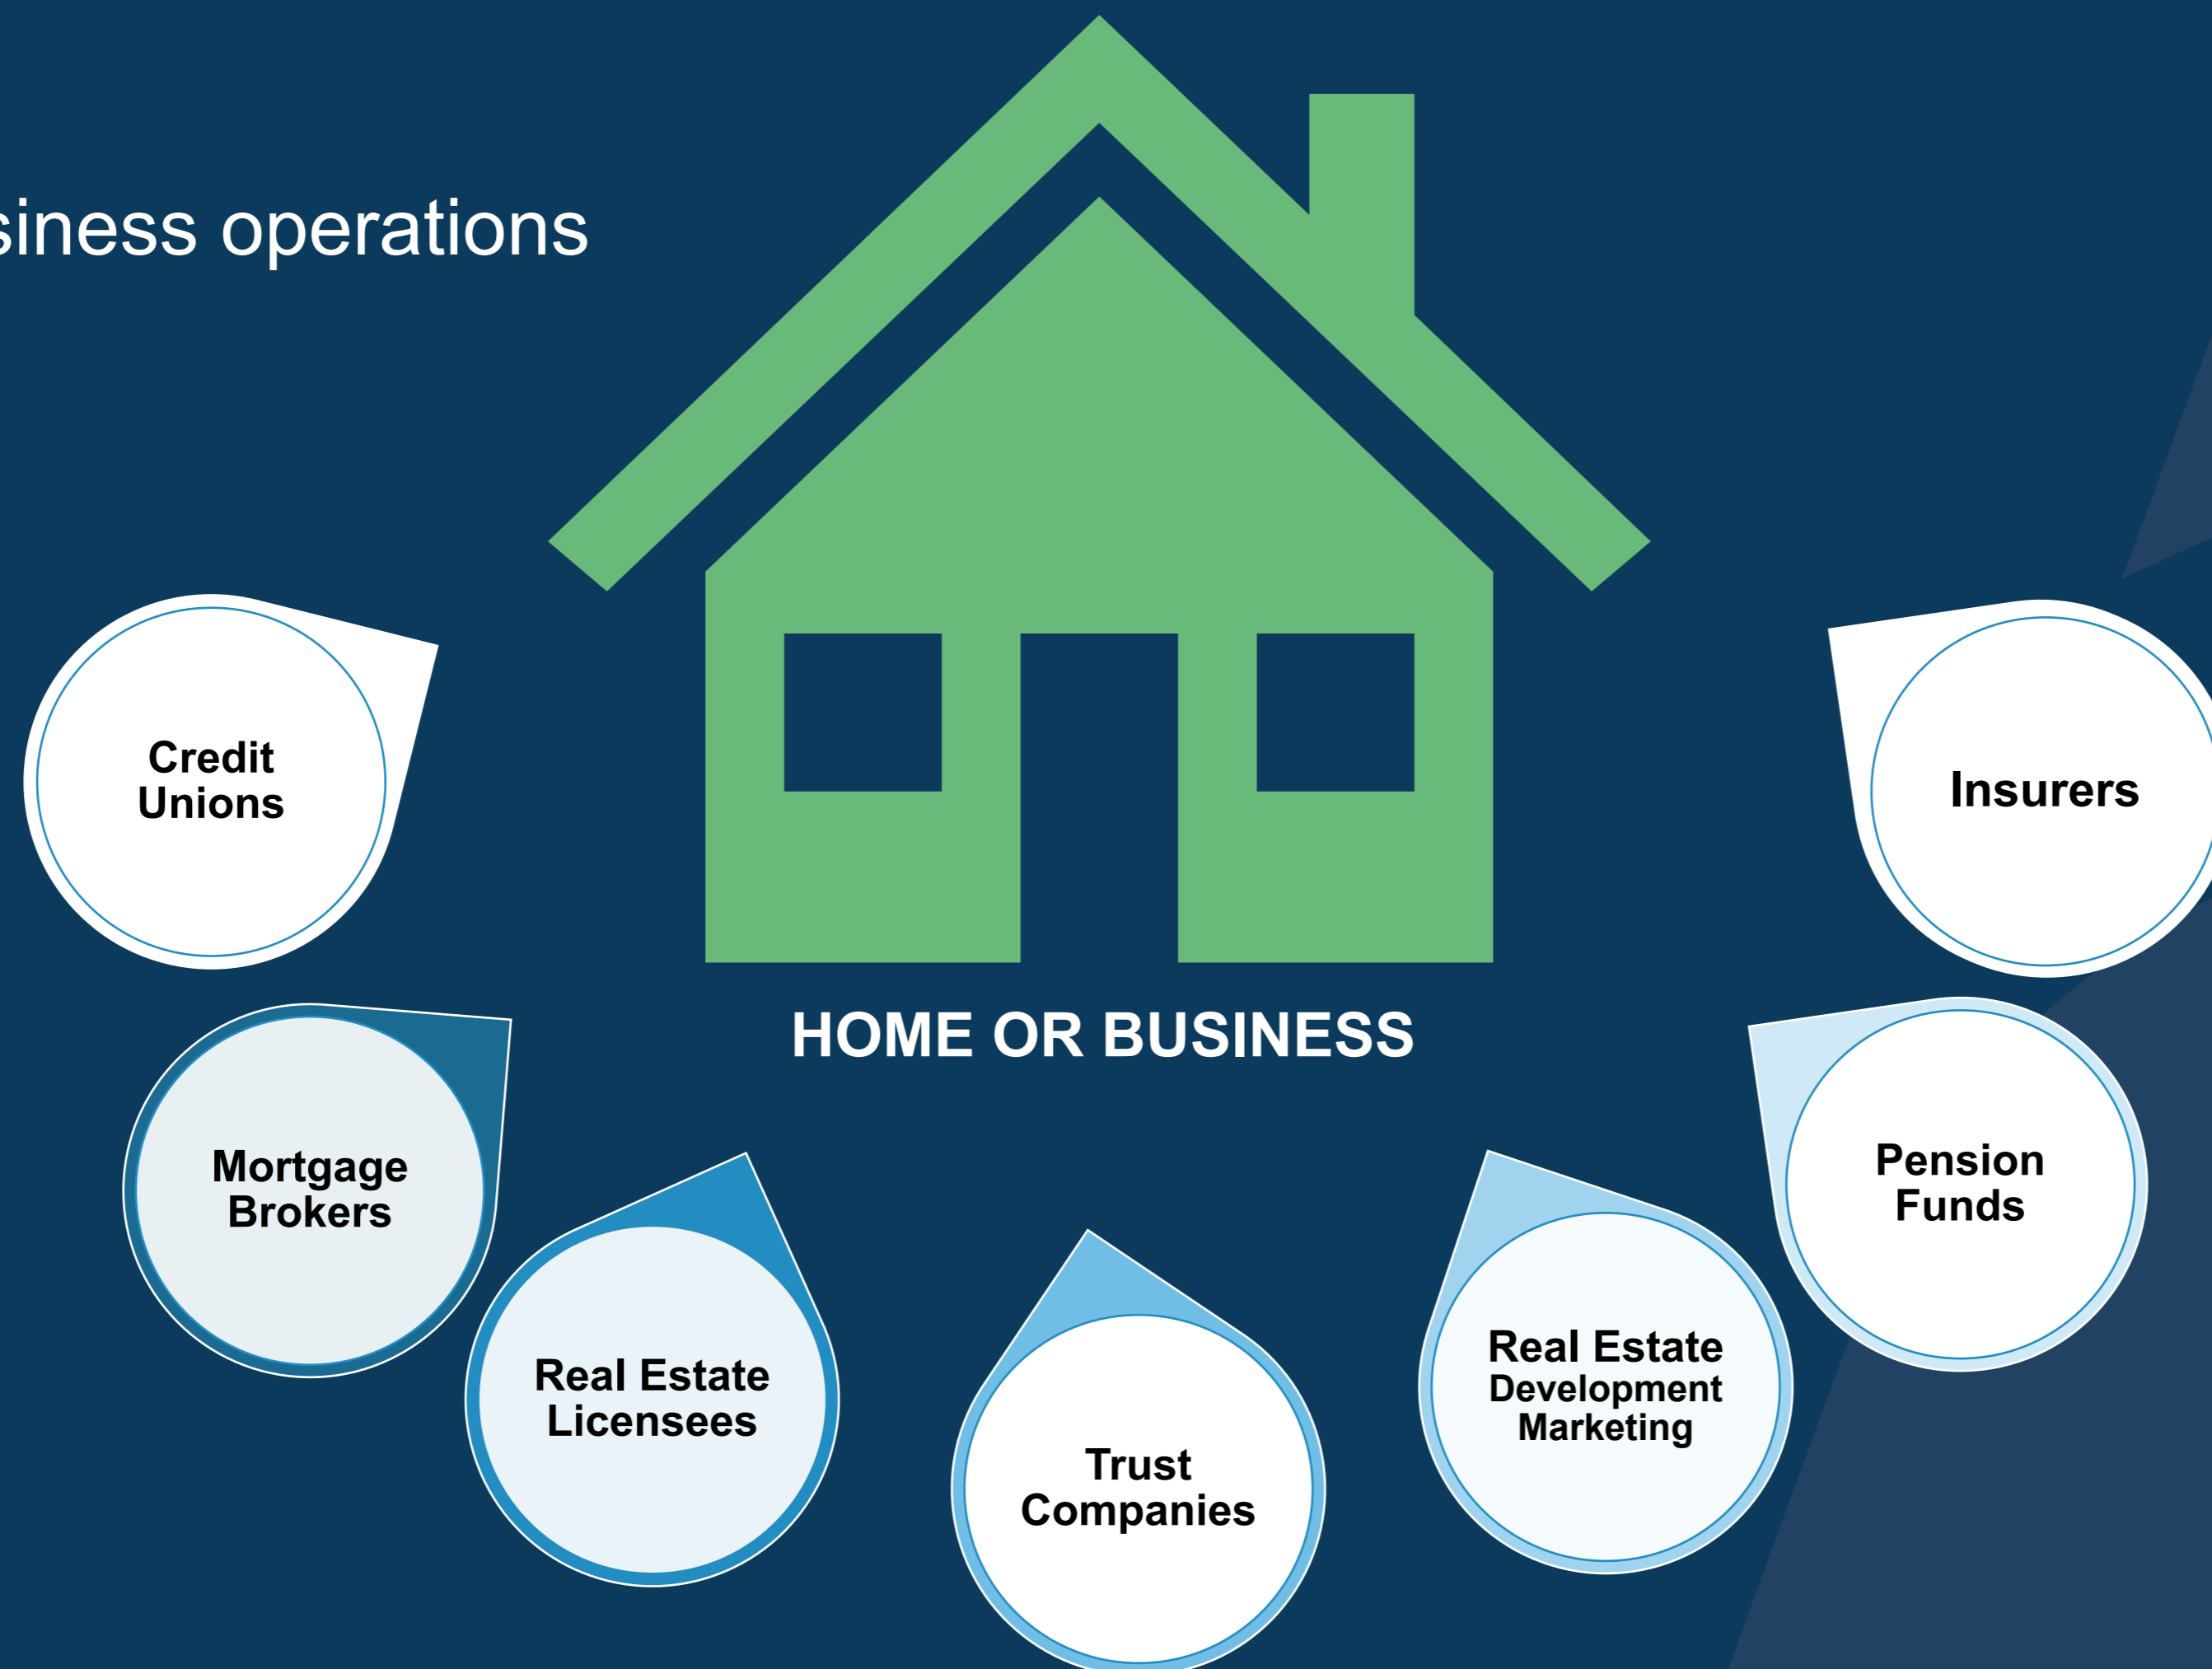 siness operations
Credit
Unions
Insurers
HOME OR BUSINESS
Mortgage
Brokers
Pension
Funds
Real Estate
Licensees
Real Estate
Development
Marketing
Trust
Companies